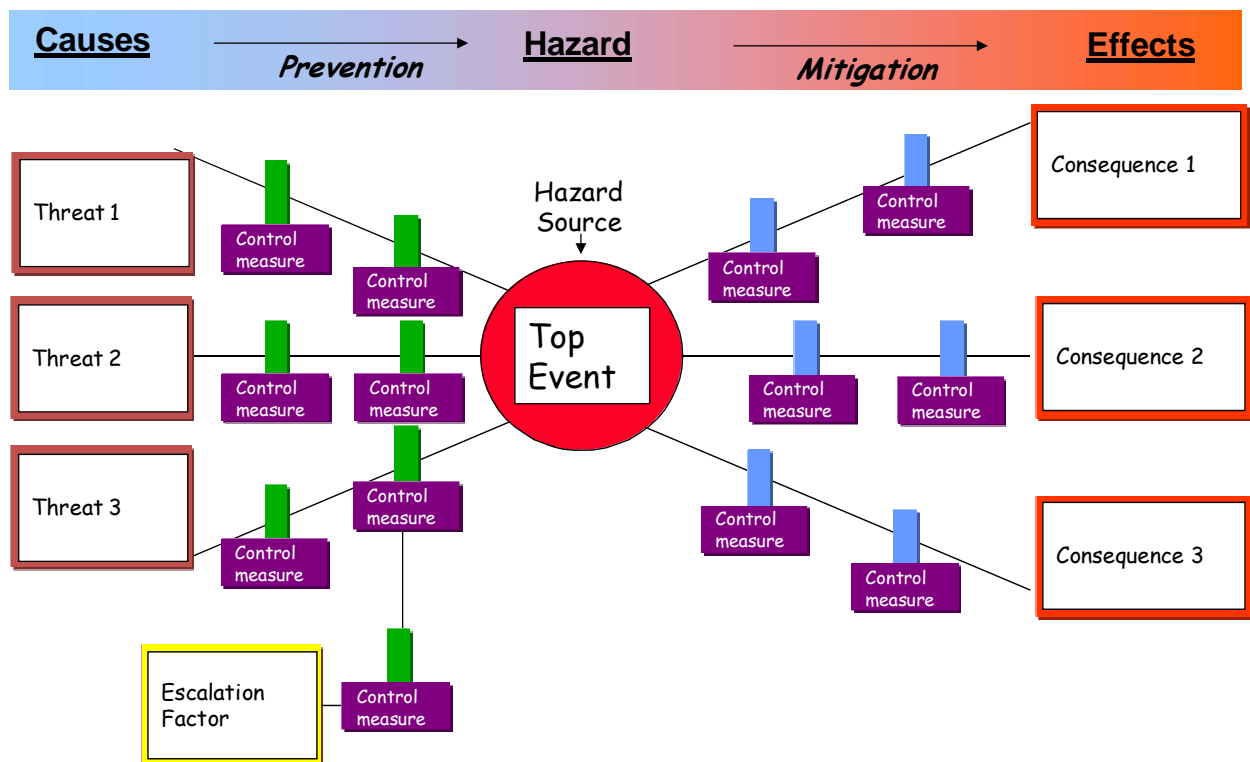 Causes
Prevention
Hazard
Mitigation
Effects
Threat 1
Control
measure
Control
measure
Hazard
Source
Control
measure
Control
measure
Consequence 1
Threat 2
Control
measure
Control
measure
Top
Event
Control
measure
Control
measure
Consequence 2
Threat 3
Control
measure
Control
measure
Control
measure
Control
measure
Consequence 3
Escalation
Factor
Control
measure